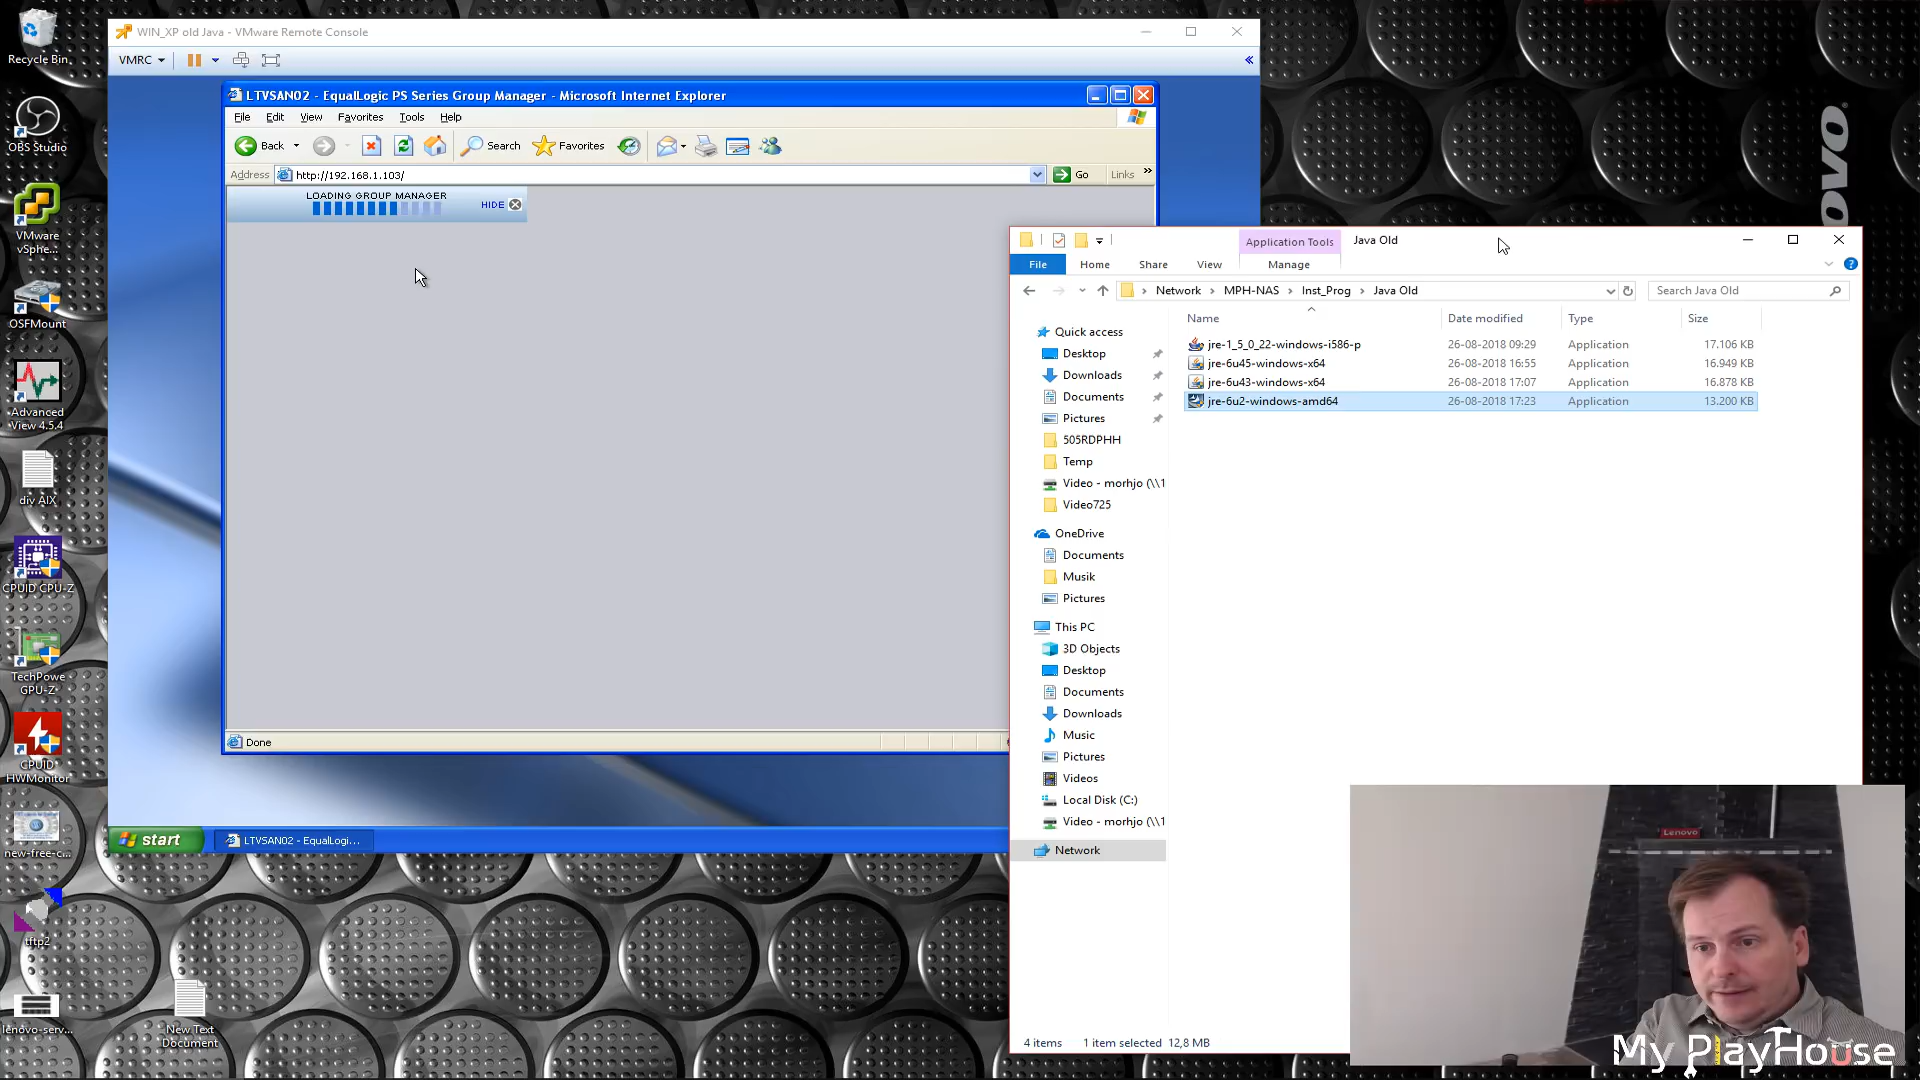 Recycle Bin
OBS Studio
VMware
vSphe...
OSFMount
Advanced
View 4.5.4
div AIX
CPUID CPU-Z
TechPowe
GPU-Z
CPUID
HWMonitor
new-free-c...
tftp2
lenovo-serv...
New Text
Document
WIN_XP old Java - VMware Remote Console
VMRC
LTVSAN02 - EqualLogic PS Series Group Manager - Microsoft Internet Explorer
File Edit View Favorites Tools Help
Back Search Favorites
Address http://192.168.1.103/ Go Links
LOADING GROUP MANAGER
HIDE
Done
start LTVSAN02 - EqualLogi...
Application Tools Java Old
File Home Share View Manage
Network MPH-NAS Inst_Prog Java Old Search Java Old
Name Date modified Type Size
jre-1_5_0_22-windows-i586-p 26-08-2018 09:29 Application 17.106 KB
jre-6u45-windows-x64 26-08-2018 16:55 Application 16.949 KB
jre-6u43-windows-x64 26-08-2018 17:07 Application 16.878 KB
jre-6u2-windows-amd64 26-08-2018 17:23 Application 13.200 KB
Quick access
Desktop
Downloads
Documents
Pictures
505RDPHH
Temp
Video - morhjo (\\1
Video725
OneDrive
Documents
Musik
Pictures
This PC
3D Objects
Desktop
Documents
Downloads
Music
Pictures
Videos
Local Disk (C:)
Video - morhjo (\\1
Network
4 items 1 item selected 12,8 MB
ovo
Lenovo
My PlayHouse